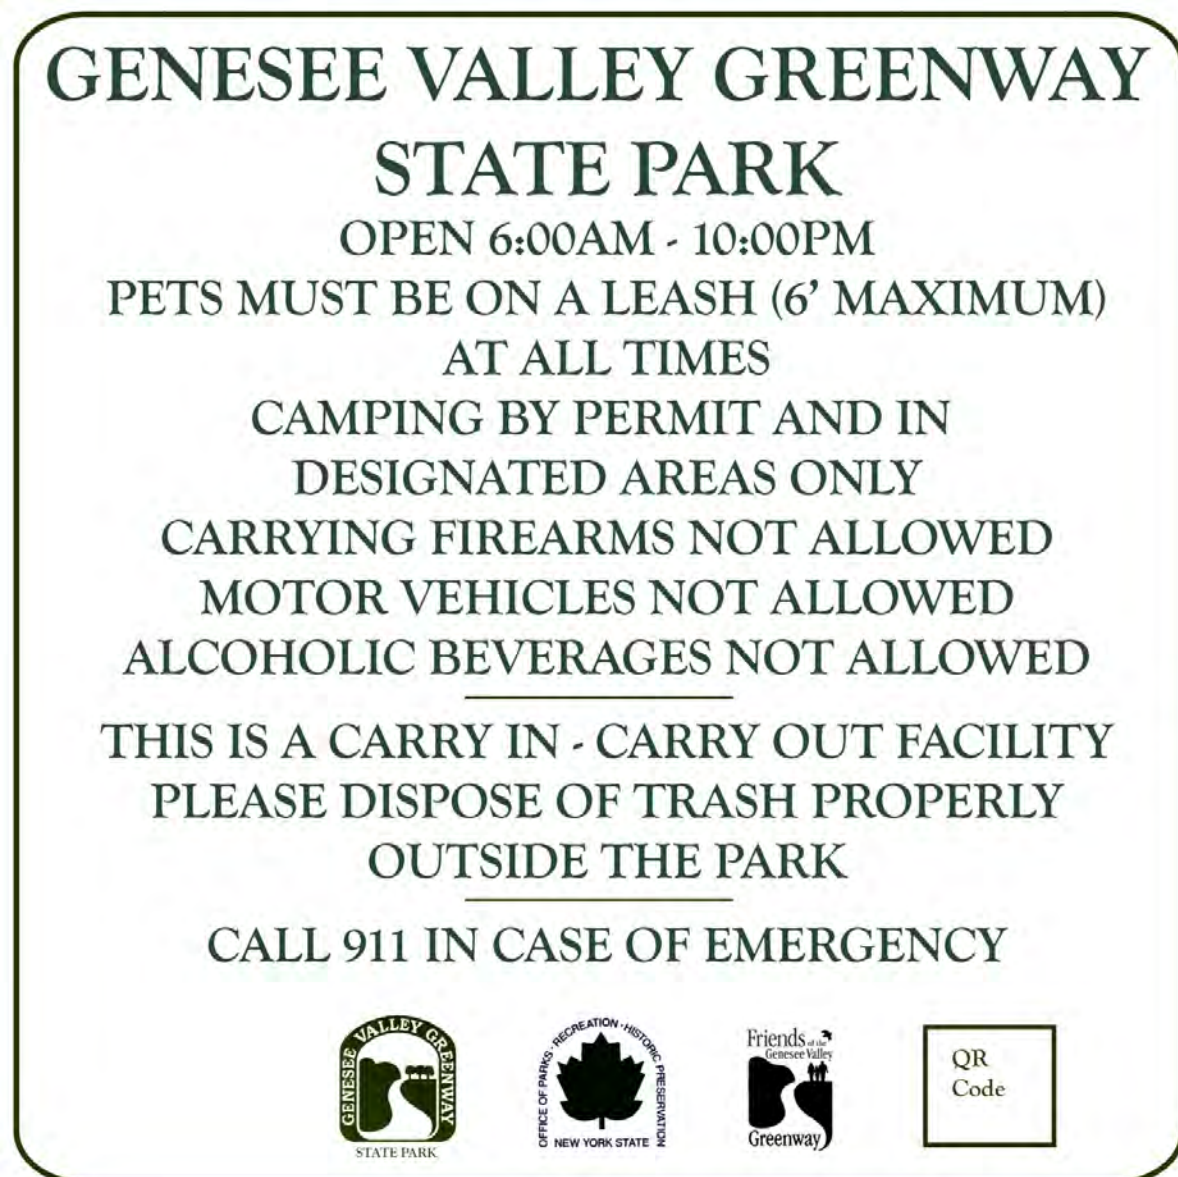 GENESEE VALLEY GREENWAY
STATE PARK
OPEN 6:00AM - 10:00PM
PETS MUST BE ON A LEASH (6' MAXIMUM)
AT ALL TIMES
CAMPING BY PERMIT AND IN
DESIGNATED AREAS ONLY
CARRYING FIREARMS NOT ALLOWED
MOTOR VEHICLES NOT ALLOWED
ALCOHOLIC BEVERAGES NOT ALLOWED
THIS IS A CARRY IN - CARRY OUT FACILITY
PLEASE DISPOSE OF TRASH PROPERLY
OUTSIDE THE PARK
CALL 911 IN CASE OF EMERGENCY
GENESEE VALLEY GREENWAY
STATE PARK
OFFICE OF PARKS · RECREATION · HISTORIC PRESERVATION
NEW YORK STATE
Friends of the
Genesee Valley
Greenway
QR
Code